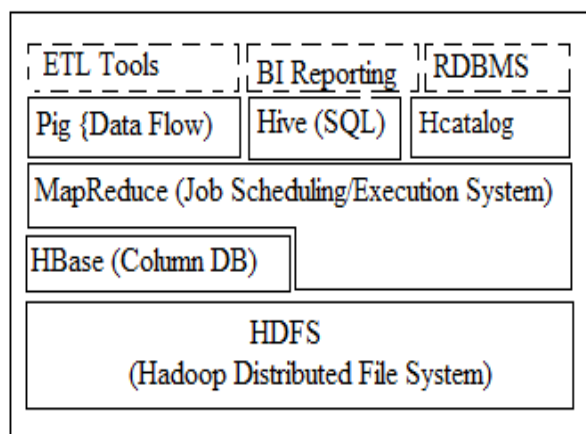 ETL Tools
BI Reporting
RDBMS
Pig {Data Flow)
Hive (SQL)
Hcatalog
MapReduce (Job Scheduling/Execution System)
HBase (Column DB)
HDFS
(Hadoop Distributed File System)